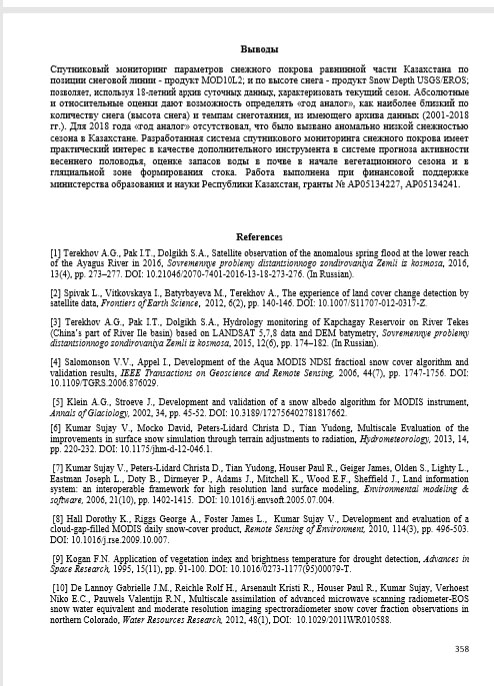 Выводы
Спутниковый мониторинг параметров снежного покрова равнинной части Казахстана по
позиции снеговой линии - продукт MOD10L2; и по высоте снега - продукт Snow Depth USGS/EROS;
позволяет, используя 18-летний архив суточных данных, характеризовать текущий сезон. Абсолютные
и относительные оценки дают возможность определять «год аналог», как наиболее близкий по
количеству снега (высота снега) и темпам снеготаяния, из имеющего архива данных (2001-2018
гг.). Для 2018 года «год аналог» отсутствовал, что было вызвано аномально низкой снежностью
сезона в Казахстане. Разработанная система спутникового мониторинга снежного покрова имеет
практический интерес в качестве дополнительного инструмента в системе прогноза активности
весеннего половодья, оценке запасов воды в почве в начале вегетационного сезона и в
гляциальной зоне формирования стока. Работа выполнена при финансовой поддержке
министерства образования и науки Республики Казахстан, гранты № AP05134227, AP05134241.
References
[1] Terekhov A.G., Pak I.T., Dolgikh S.A., Satellite observation of the anomalous spring flood at the lower reach
of the Ayagus River in 2016, Sovremennye problemy distantsionnogo zondirovaniya Zemli iz kosmosa, 2016,
13(4), pp. 273–277. DOI: 10.21046/2070-7401-2016-13-18-273-276. (In Russian).
[2] Spivak L., Vitkovskaya I., Batyrbayeva M., Terekhov A., The experience of land cover change detection by
satellite data, Frontiers of Earth Science, 2012, 6(2), pp. 140-146. DOI: 10.1007/S11707-012-0317-Z.
[3] Terekhov A.G., Pak I.T., Dolgikh S.A., Hydrology monitoring of Kapchagay Reservoir on River Tekes
(China’s part of River Ile basin) based on LANDSAT 5,7,8 data and DEM batymetry, Sovremennye problemy
distantsionnogo zondirovaniya Zemli iz kosmosa, 2015, 12(6), pp. 174–182. (In Russian).
[4] Salomonson V.V., Appel I., Development of the Aqua MODIS NDSI fractioal snow cover algorithm and
validation results, IEEE Transactions on Geoscience and Remote Sensing, 2006, 44(7), pp. 1747-1756. DOI:
10.1109/TGRS.2006.876029.
[5] Klein A.G., Stroeve J., Development and validation of a snow albedo algorithm for MODIS instrument,
Annals of Glaciology, 2002, 34, pp. 45-52. DOI: 10.3189/172756402781817662.
[6] Kumar Sujay V., Mocko David, Peters-Lidard Christa D., Tian Yudong, Multiscale Evaluation of the
improvements in surface snow simulation through terrain adjustments to radiation, Hydrometeorology, 2013, 14,
pp. 220-232. DOI: 10.1175/jhm-d-12-046.1.
[7] Kumar Sujay V., Peters-Lidard Christa D., Tian Yudong, Houser Paul R., Geiger James, Olden S., Lighty L.,
Eastman Joseph L., Doty B., Dirmeyer P., Adams J., Mitchell K., Wood E.F., Sheffield J., Land information
system: an interoperable framework for high resolution land surface modeling, Environmental modeling &
software, 2006, 21(10), pp. 1402-1415. DOI: 10.1016/j.envsoft.2005.07.004.
[8] Hall Dorothy K., Riggs George A., Foster James L., Kumar Sujay V., Development and evaluation of a
cloud-gap-filled MODIS daily snow-cover product, Remote Sensing of Environment, 2010, 114(3), pp. 496-503.
DOI: 10.1016/j.rse.2009.10.007.
[9] Kogan F.N. Application of vegetation index and brightness temperature for drought detection, Advances in
Space Research, 1995, 15(11), pp. 91-100. DOI: 10.1016/0273-1177(95)00079-T.
[10] De Lannoy Gabrielle J.M., Reichle Rolf H., Arsenault Kristi R., Houser Paul R., Kumar Sujay, Verhoest
Niko E.C., Pauwels Valentijn R.N., Multiscale assimilation of advanced microwave scanning radiometer-EOS
snow water equivalent and moderate resolution imaging spectroradiometer snow cover fraction observations in
northern Colorado, Water Resources Research, 2012, 48(1), DOI: 10.1029/2011WR010588.
358